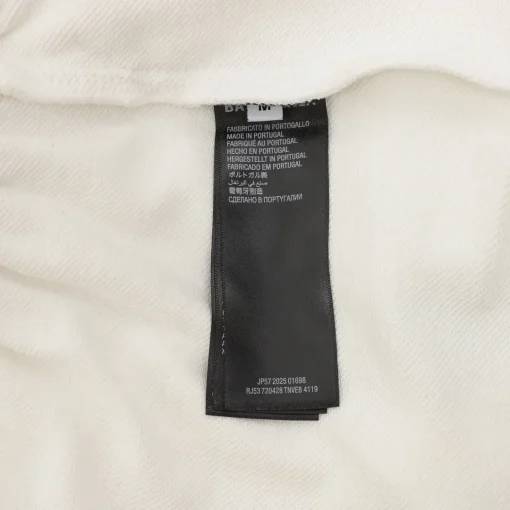 M
FABBRICATO IN PORTOGALLO
MADE IN PORTUGAL
FABRIQUÉ AU PORTUGAL
HECHO EN PORTUGAL
HERGESTELLT IN PORTUGAL
FABRICADO EM PORTUGAL
ポルトガル製
صنع في البرتغال
葡萄牙制造
СДЕЛАНО В ПОРТУГАЛИИ
JP57 2025 01698
RJ53 720428 TNVE8 4119